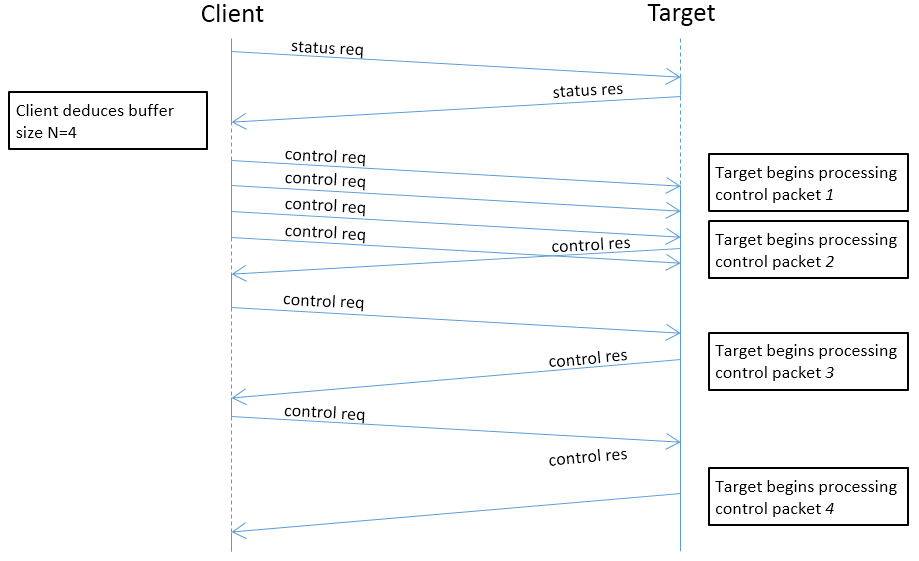 Client
Target
status req
status res
Client deduces buffer
size N=4
control req
control req
control req
control req
control res
Target begins processing
control packet 1
Target begins processing
control packet 2
control req
control res
Target begins processing
control packet 3
control req
control res
Target begins processing
control packet 4